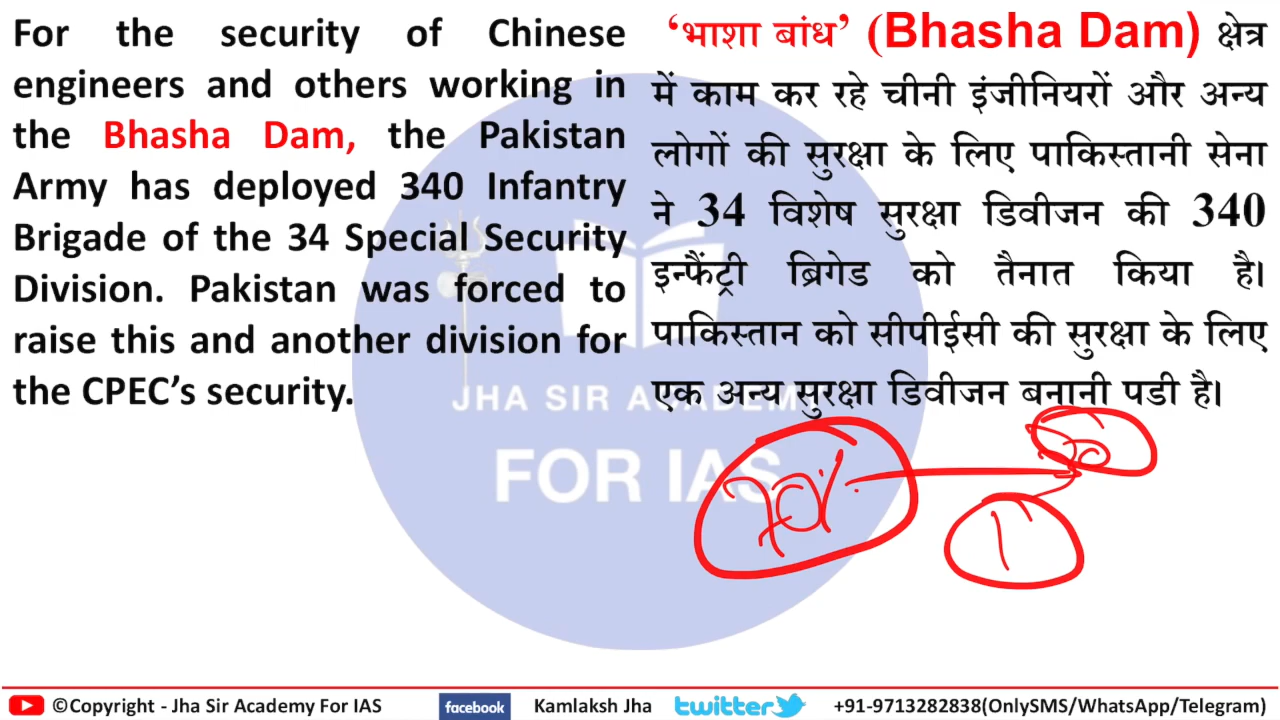 For the security of Chinese
engineers and others working in
the Bhasha Dam, the Pakistan
Army has deployed 340 Infantry
Brigade of the 34 Special Security
Division. Pakistan was forced to
raise this and another division for
the CPEC’s security.
‘भाशा बांध’ (Bhasha Dam) क्षेत्र
में काम कर रहे चीनी इंजीनियरों और अन्य
लोगों की सुरक्षा के लिए पाकिस्तानी सेना
ने 34 विशेष सुरक्षा डिवीजन की 340
इन्फैंट्री ब्रिगेड को तैनात किया है।
पाकिस्तान को सीपीईसी की सुरक्षा के लिए
एक अन्य सुरक्षा डिवीजन बनानी पडी है।
JHA SIR ACADEMY
FOR IAS
70%
©Copyright - Jha Sir Academy For IAS facebook Kamlaksh Jha twitter +91-9713282838(OnlySMS/WhatsApp/Telegram)